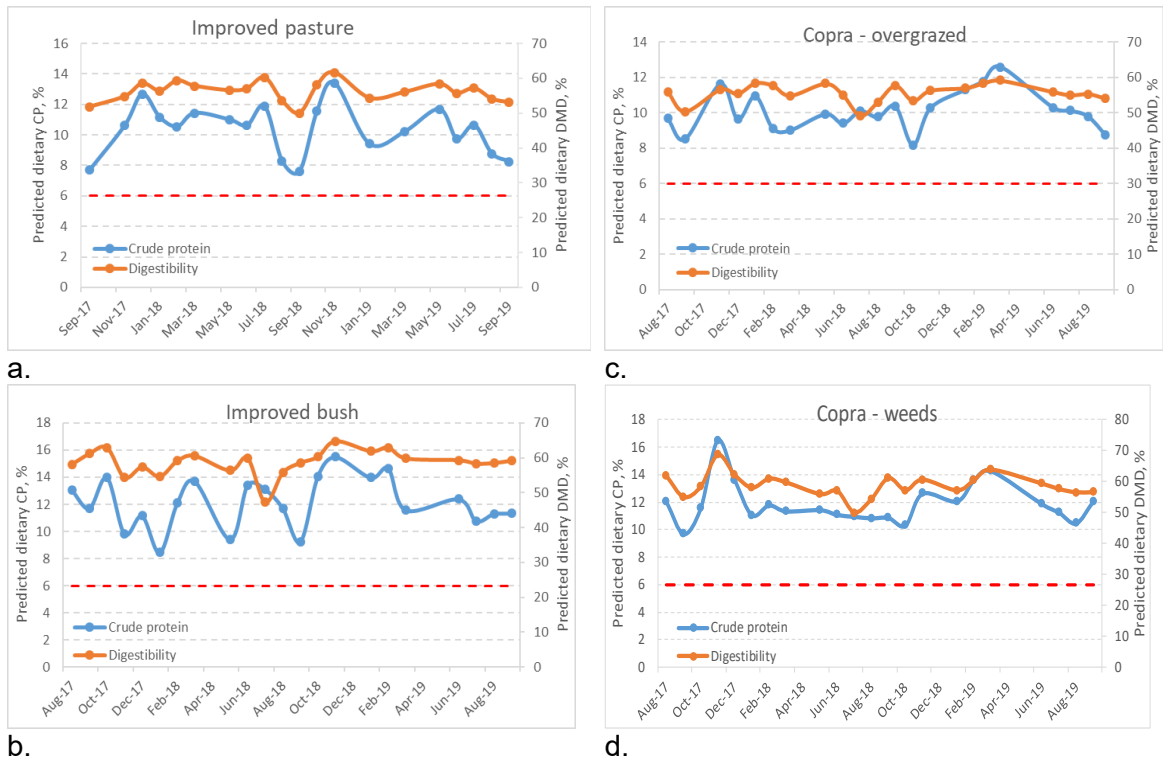 Improved pasture
Predicted dietary CP, %
16
14
12
10
8
6
4
2
0
70
60
50
40
30
20
10
0
Predicted dietary DMD, %
Crude protein
Digestibility
Sep-17
Nov-17
Jan-18
Mar-18
May-18
Jul-18
Sep-18
Nov-18
Jan-19
Mar-19
May-19
Jul-19
Sep-19
a.
Copra - overgrazed
Predicted dietary CP, %
14
12
10
8
6
4
2
0
70
60
50
40
30
20
10
0
Predicted dietary DMD, %
Crude protein
Digestibility
Aug-17
Oct-17
Dec-17
Feb-18
Apr-18
Jun-18
Aug-18
Oct-18
Dec-18
Feb-19
Apr-19
Jun-19
Aug-19
c.
Improved bush
Predicted dietary CP, %
18
16
14
12
10
8
6
4
2
0
70
60
50
40
30
20
10
0
Predicted dietary DMD, %
Crude protein
Digestibility
Aug-17
Oct-17
Dec-17
Feb-18
Apr-18
Jun-18
Aug-18
Oct-18
Dec-18
Feb-19
Apr-19
Jun-19
Aug-19
b.
Copra - weeds
Predicted dietary CP, %
18
16
14
12
10
8
6
4
2
0
80
70
60
50
40
30
20
10
0
Predicted dietary DMD, %
Crude protein
Digestibility
Aug-17
Oct-17
Dec-17
Feb-18
Apr-18
Jun-18
Aug-18
Oct-18
Dec-18
Feb-19
Apr-19
Jun-19
Aug-19
d.